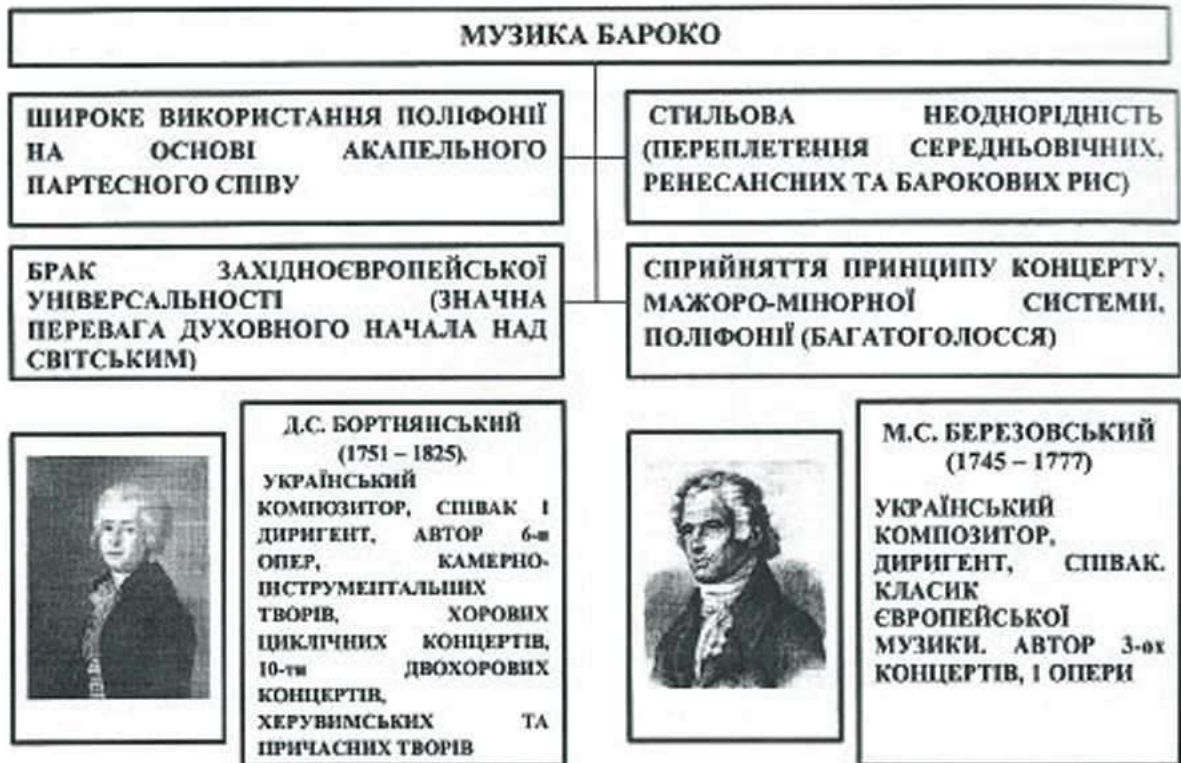 МУЗИКА БАРОКО
ШИРОКЕ ВИКОРИСТАННЯ ПОЛІФОНІЇ
НА ОСНОВІ АКАПЕЛЬНОГО
ПАРТЕСНОГО СПІВУ
СТИЛЬОВА НЕОДНОРІДНІСТЬ
(ПЕРЕПЛЕТЕННЯ СЕРЕДНЬОВІЧНИХ,
РЕНЕСАНСНИХ ТА БАРОКОВИХ РИС)
БРАК ЗАХІДНОЄВРОПЕЙСЬКОЇ
УНІВЕРСАЛЬНОСТІ (ЗНАЧНА
ПЕРЕВАГА ДУХОВНОГО НАЧАЛА НАД
СВІТСЬКИМ)
СПРИЙНЯТТЯ ПРИНЦИПУ КОНЦЕРТУ,
МАЖОРО-МІНОРНОЇ СИСТЕМИ,
ПОЛІФОНІЇ (БАГАТОГОЛОССЯ)
Д.С. БОРТНЯНСЬКИЙ
(1751 – 1825).
УКРАЇНСЬКИЙ
КОМПОЗИТОР, СПІВАК І
ДИРИГЕНТ, АВТОР 6-и
ОПЕР, КАМЕРНО-
ІНСТРУМЕНТАЛЬНИХ
ТВОРІВ, ХОРОВИХ
ЦИКЛІЧНИХ КОНЦЕРТІВ,
10-ти ДВОХОРОВИХ
КОНЦЕРТІВ,
ХЕРУВИМСЬКИХ ТА
ПРИЧАСНИХ ТВОРІВ
М.С. БЕРЕЗОВСЬКИЙ
(1745 – 1777)
УКРАЇНСЬКИЙ
КОМПОЗИТОР,
ДИРИГЕНТ, СПІВАК.
КЛАСИК
ЄВРОПЕЙСЬКОЇ
МУЗИКИ. АВТОР 3-ох
КОНЦЕРТІВ, 1 ОПЕРИ